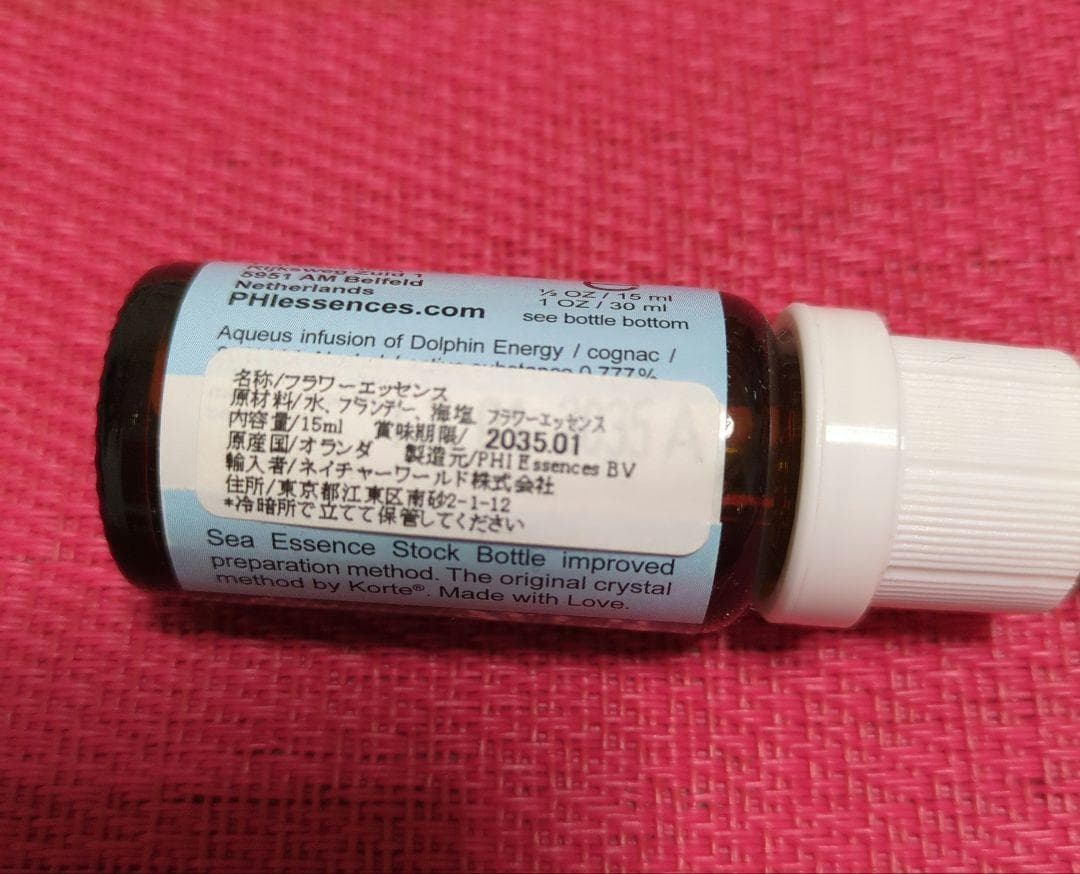 Rijksweg Zuid 1
5951 AM Belfeld
Netherlands
PHIessences.com
½ OZ / 15 ml
1 OZ / 30 ml
see bottle bottom
Aqueus infusion of Dolphin Energy / cognac /
substance 0,777%
名称/フラワーエッセンス
原材料/水、ブランデー、海塩、フラワーエッセンス
内容量/15ml 賞味期限/ 2035.01
原産国/オランダ 製造元/PHI Essences BV
輸入者/ネイチャーワールド株式会社
住所/東京都江東区南砂2-1-12
*冷暗所で立てて保管してください
Sea Essence Stock Bottle improved
preparation method. The original crystal
method by Korte®. Made with Love.